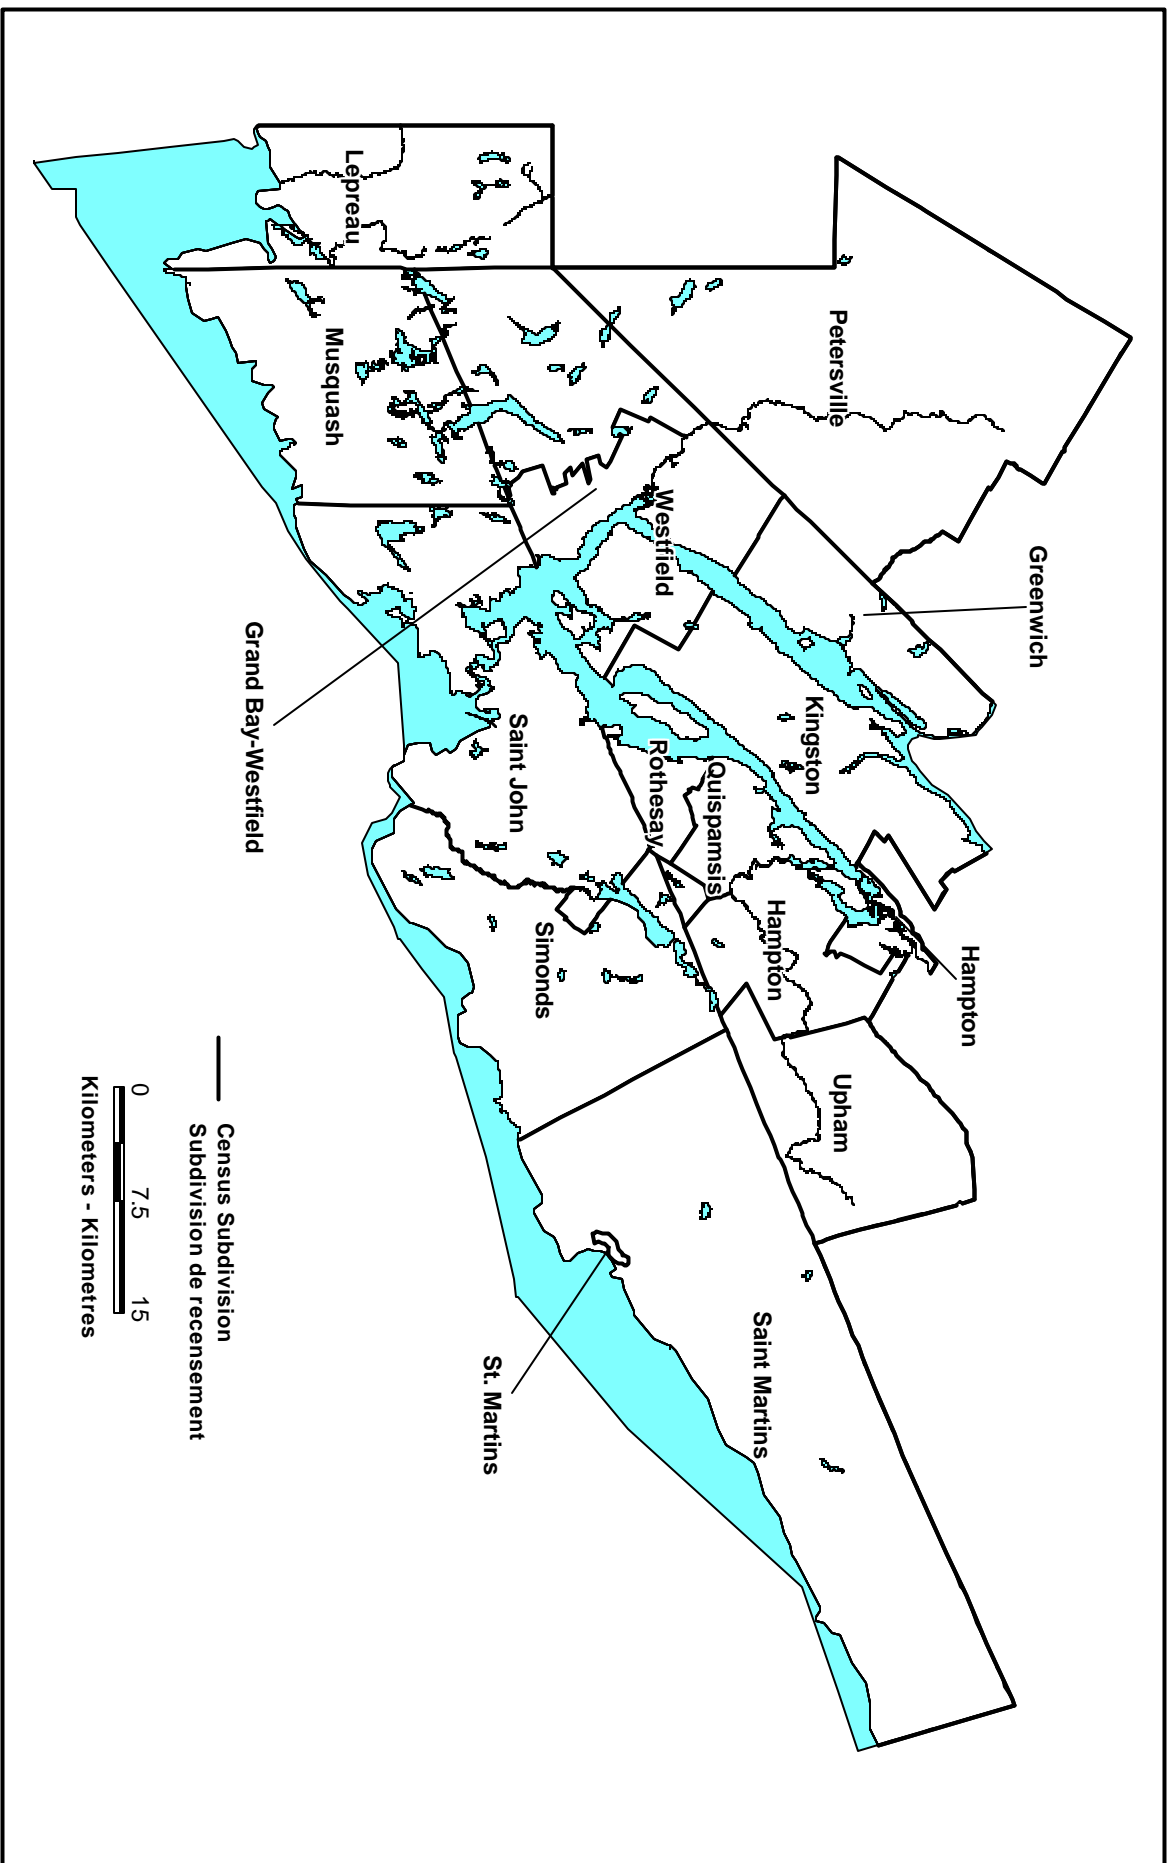 Petersville
Greenwich
Lepreau
Musquash
Westfield
Kingston
Grand Bay-Westfield
Saint John
Rothesay
Quispamsis
Hampton
Hampton
Simonds
Upham
Saint Martins
St. Martins
Census Subdivision
Subdivision de recensement
0 7.5 15
Kilometers - Kilometres